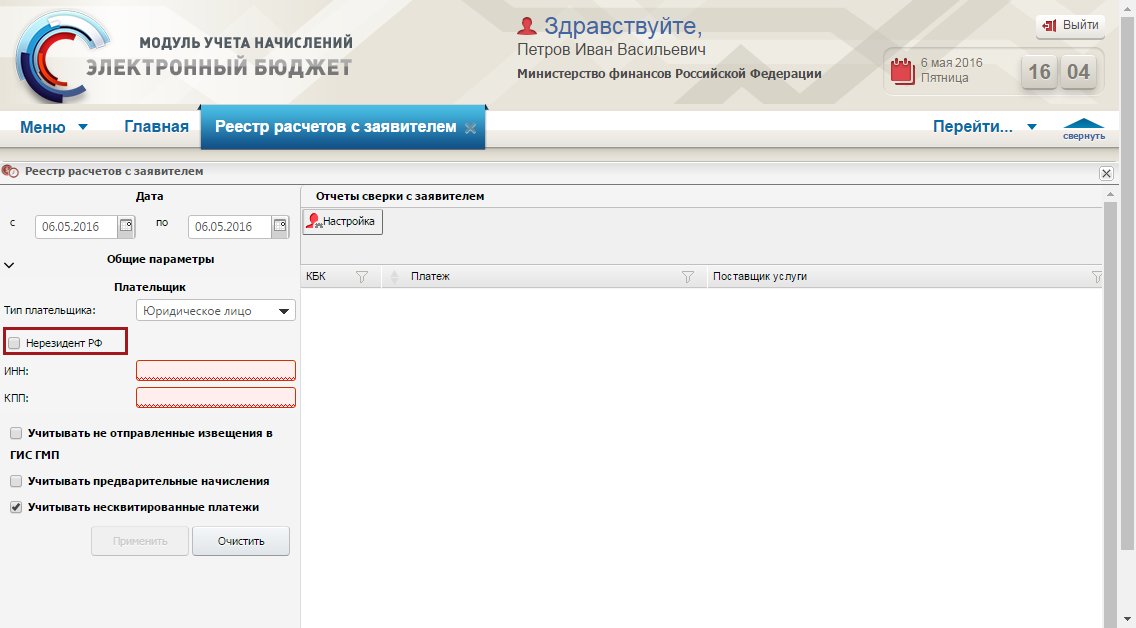 МОДУЛЬ УЧЕТА НАЧИСЛЕНИЙ
ЭЛЕКТРОННЫЙ БЮДЖЕТ
Здравствуйте,
Петров Иван Васильевич
Министерство финансов Российской Федерации
Выйти
6 мая 2016
Пятница
16 04
Меню
Главная
Реестр расчетов с заявителем
Перейти...
свернуть
Реестр расчетов с заявителем
Дата
с 06.05.2016 по 06.05.2016
Общие параметры
Плательщик
Тип плательщика: Юридическое лицо
Нерезидент РФ
ИНН:
КПП:
Учитывать не отправленные извещения в
ГИС ГМП
Учитывать предварительные начисления
Учитывать несквитированные платежи
Применить
Очистить
Отчеты сверки с заявителем
Настройка
КБК
Платеж
Поставщик услуги